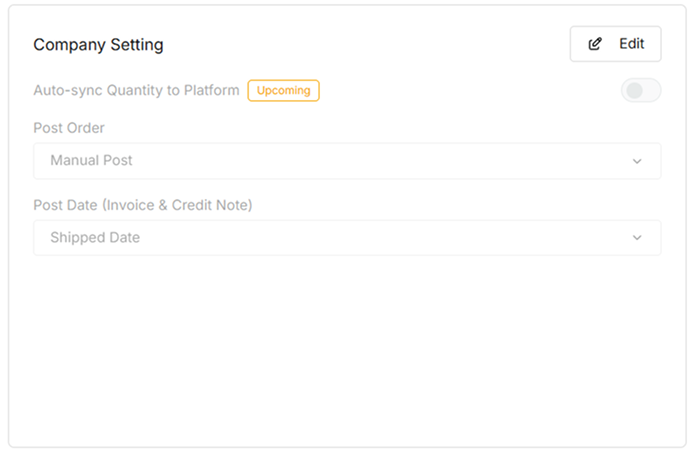 Company Setting
Edit
Auto-sync Quantity to Platform Upcoming
Post Order
Manual Post
Post Date (Invoice & Credit Note)
Shipped Date